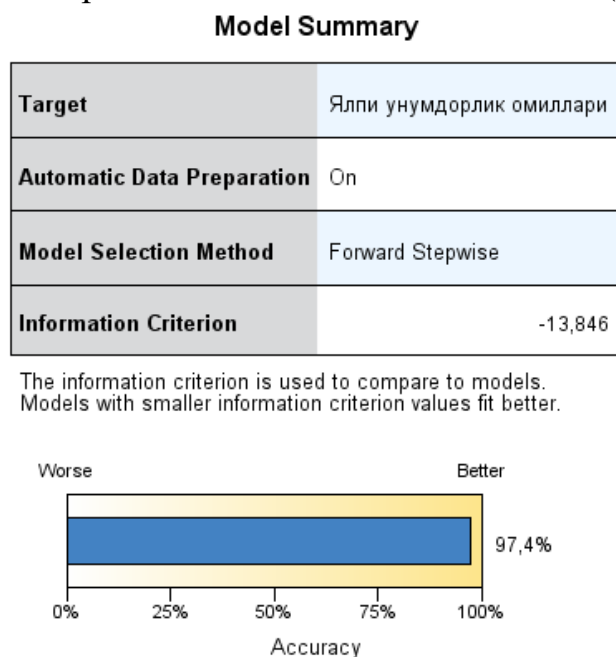 Model Summary
Target Ялпи унумдорлик омиллари
Automatic Data Preparation On
Model Selection Method Forward Stepwise
Information Criterion -13,846
The information criterion is used to compare to models.
Models with smaller information criterion values fit better.
Worse Better
97,4%
0% 25% 50% 75% 100%
Accuracy